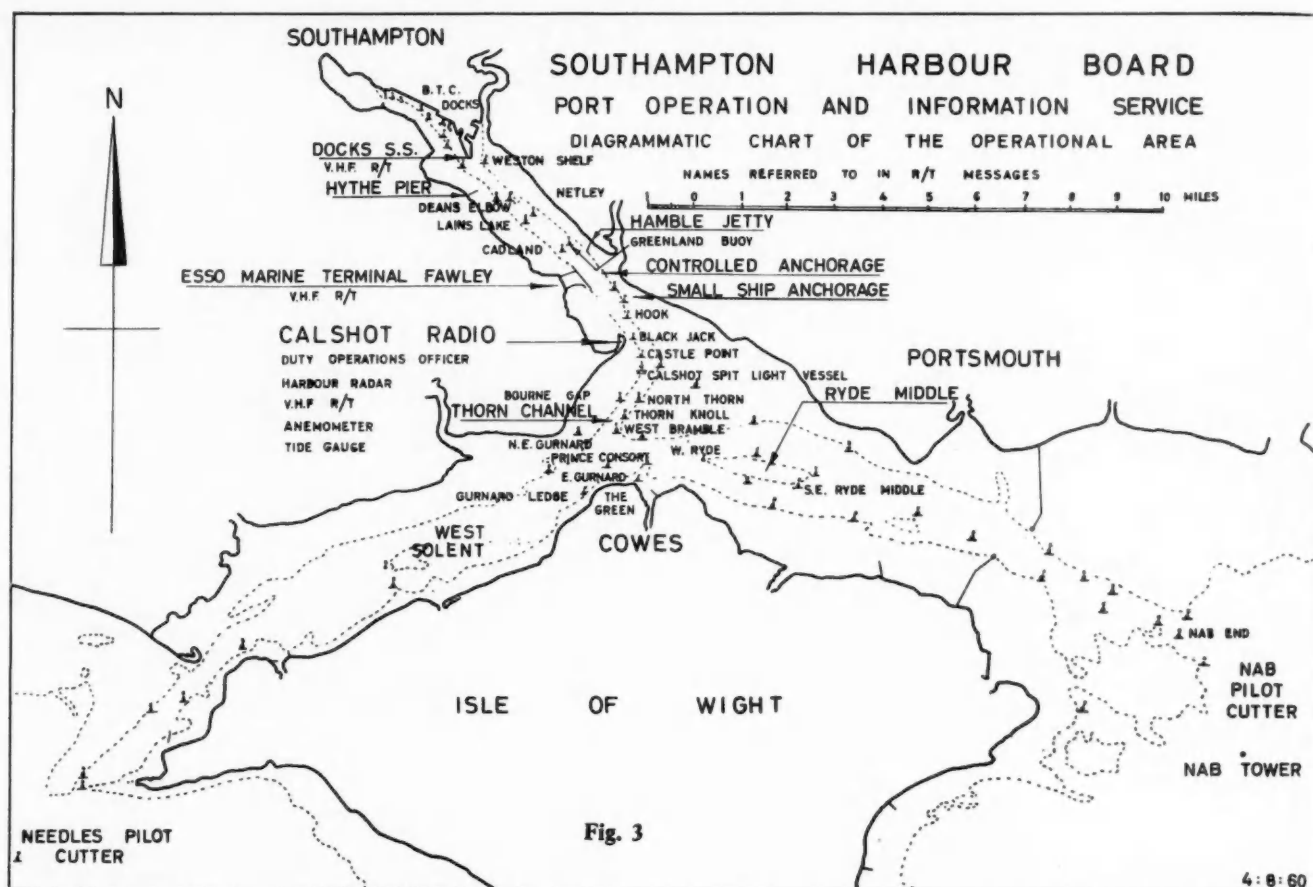 SOUTHAMPTON
SOUTHAMPTON HARBOUR BOARD
PORT OPERATION AND INFORMATION SERVICE
DIAGRAMMATIC CHART OF THE OPERATIONAL AREA
NAMES REFERRED TO IN R/T MESSAGES
1 0 1 2 3 4 5 6 7 8 9 10 MILES
N
B.T.C.
DOCKS
DOCKS S.S.
V.H.F. R/T
WESTON SHELF
HYTHE PIER
NETLEY
DEANS ELBOW
LAINS LAKE
HAMBLE JETTY
GREENLAND BUOY
CADLAND
CONTROLLED ANCHORAGE
ESSO MARINE TERMINAL FAWLEY
V.H.F. R/T
SMALL SHIP ANCHORAGE
HOOK
CALSHOT RADIO
DUTY OPERATIONS OFFICER
HARBOUR RADAR
V.H.F R/T
ANEMOMETER
TIDE GAUGE
BLACK JACK
CASTLE POINT
CALSHOT SPIT LIGHT VESSEL
PORTSMOUTH
RYDE MIDDLE
BOURNE GAP
NORTH THORN
THORN CHANNEL
THORN KNOLL
WEST BRAMBLE
N.E. GURNARD
PRINCE CONSORT
W. RYDE
E. GURNARD
S.E. RYDE MIDDLE
GURNARD LEDGE
THE
GREEN
WEST
SOLENT
COWES
NAB END
NAB
PILOT
CUTTER
ISLE OF WIGHT
NAB TOWER
NEEDLES PILOT
CUTTER
Fig. 3
4:8:60